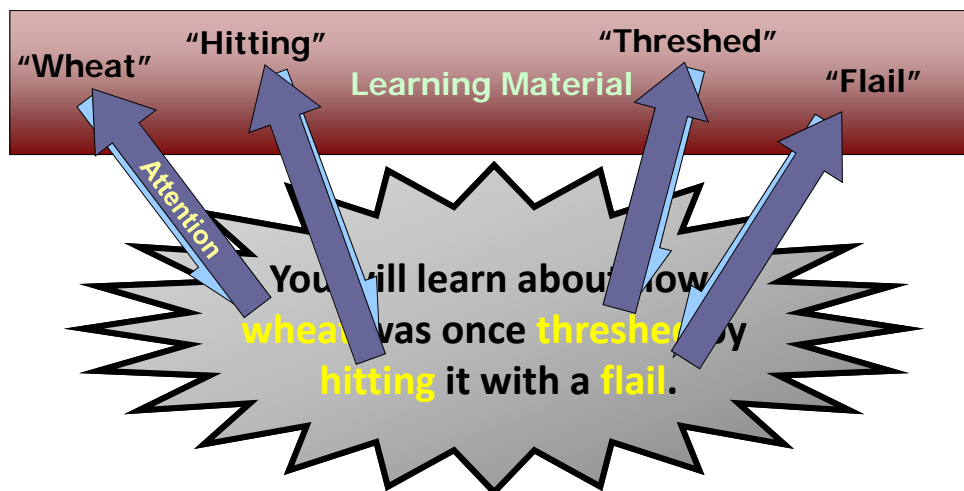 “Wheat”
“Hitting”
“Threshed”
“Flail”
Learning Material
Attention
You will learn about how
wheat was once threshed by
hitting it with a flail.